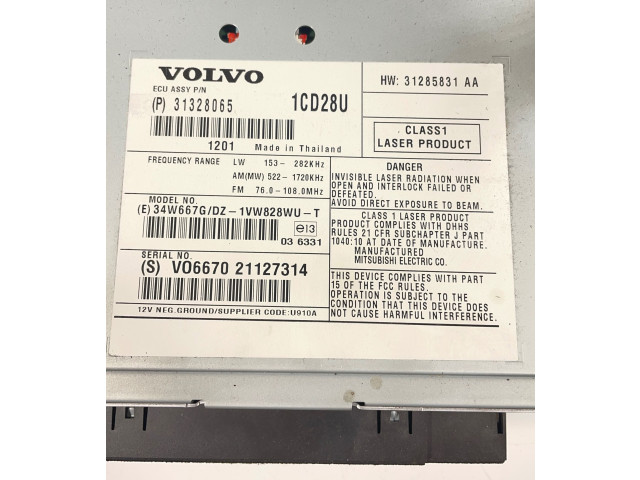 VOLVO
ECU ASSY P/N
(P) 31328065 1CD28U
1201 Made in Thailand
FREQUENCY RANGE LW 153 - 282KHz
AM(MW) 522 - 1720KHz
FM 76.0 - 108.0MHz
MODEL NO.
(E) 34W667G/DZ-1VW828WU-T
e13
03 6331
SERIAL NO.
(S) VO6670 21127314
12V NEG.GROUND/SUPPLIER CODE:U910A
HW: 31285831 AA
CLASS1
LASER PRODUCT
DANGER
INVISIBLE LASER RADIATION WHEN
OPEN AND INTERLOCK FAILED OR
DEFEATED.
AVOID DIRECT EXPOSURE TO BEAM.
CLASS 1 LASER PRODUCT
PRODUCT COMPLIES WITH DHHS
RULES 21 CFR SUBCHAPTER J PART
1040:10 AT DATE OF MANUFACTURE.
MANUFACTURED
MITSUBISHI ELECTRIC CO.
THIS DEVICE COMPLIES WITH PART
15 OF THE FCC RULES.
OPERATION IS SUBJECT TO THE
CONDITION THAT THIS DEVICE DOES
NOT CAUSE HARMFUL INTERFERENCE.